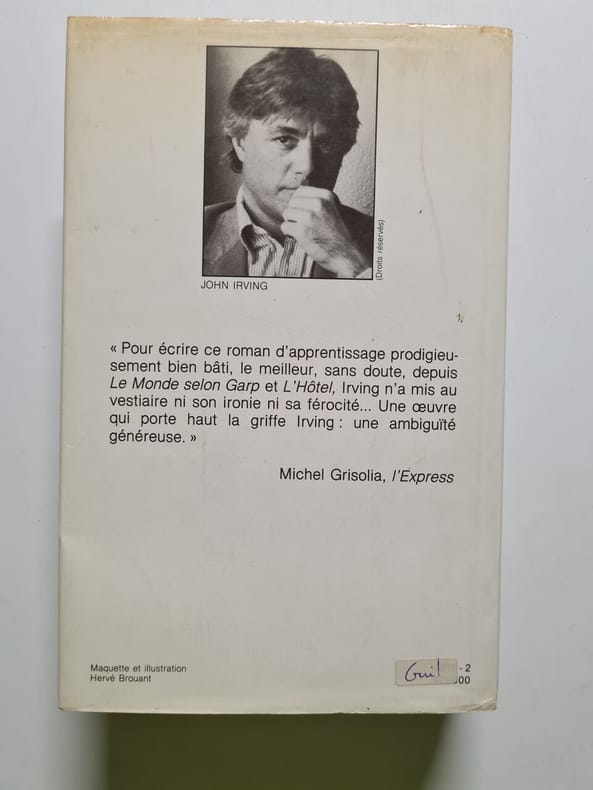 (Droits réservés)
JOHN IRVING
« Pour écrire ce roman d'apprentissage prodigieu-
sement bien bâti, le meilleur, sans doute, depuis
Le Monde selon Garp et L'Hôtel, Irving n'a mis au
vestiaire ni son ironie ni sa férocité... Une œuvre
qui porte haut la griffe Irving : une ambiguïté
généreuse. »
Michel Grisolia, l'Express
Maquette et illustration
Hervé Brouant
- 2
00